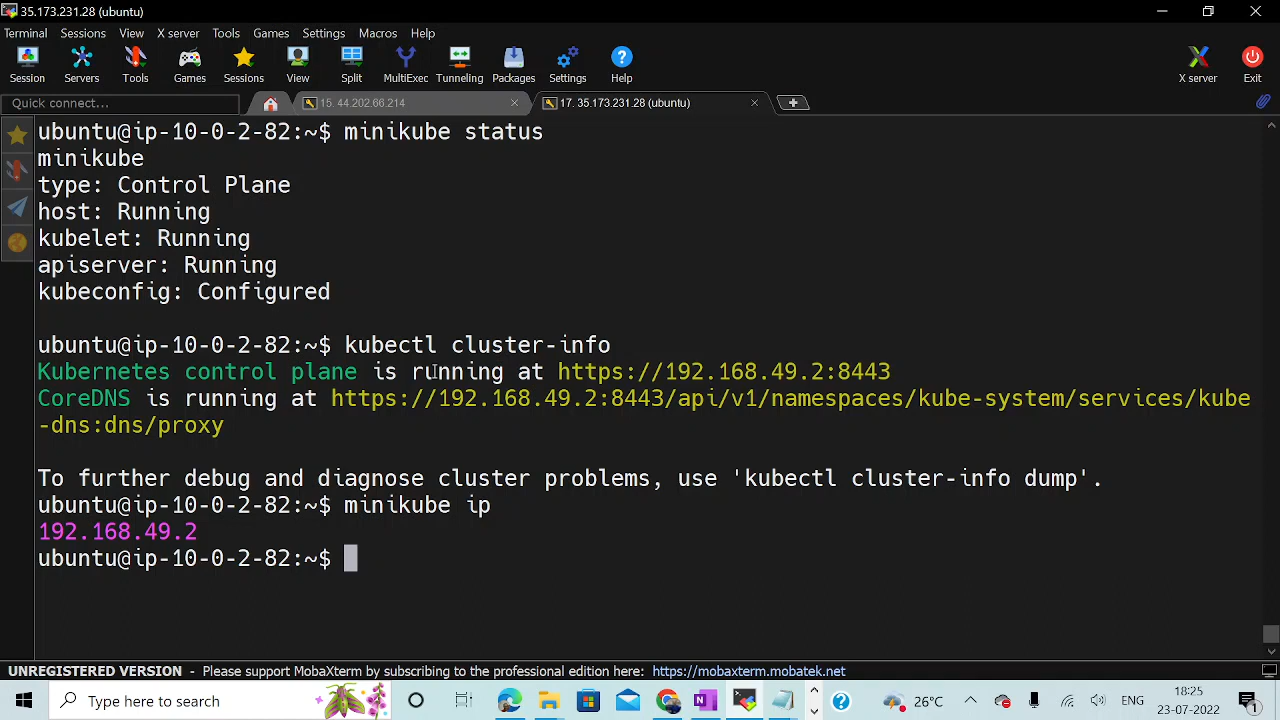 35.173.231.28 (ubuntu)
Terminal Sessions View X server Tools Games Settings Macros Help
Session Servers Tools Games Sessions View Split MultiExec Tunneling Packages Settings Help X server Exit
Quick connect... 15. 44.202.66.214 17. 35.173.231.28 (ubuntu)
ubuntu@ip-10-0-2-82:~$ minikube status
minikube
type: Control Plane
host: Running
kubelet: Running
apiserver: Running
kubeconfig: Configured
ubuntu@ip-10-0-2-82:~$ kubectl cluster-info
Kubernetes control plane is running at https://192.168.49.2:8443
CoreDNS is running at https://192.168.49.2:8443/api/v1/namespaces/kube-system/services/kube
-dns:dns/proxy
To further debug and diagnose cluster problems, use 'kubectl cluster-info dump'.
ubuntu@ip-10-0-2-82:~$ minikube ip
192.168.49.2
ubuntu@ip-10-0-2-82:~$
UNREGISTERED VERSION - Please support MobaXterm by subscribing to the professional edition here: https://mobaxterm.mobatek.net
Type here to search 26°C ENG 18:25
23-07-2022 1